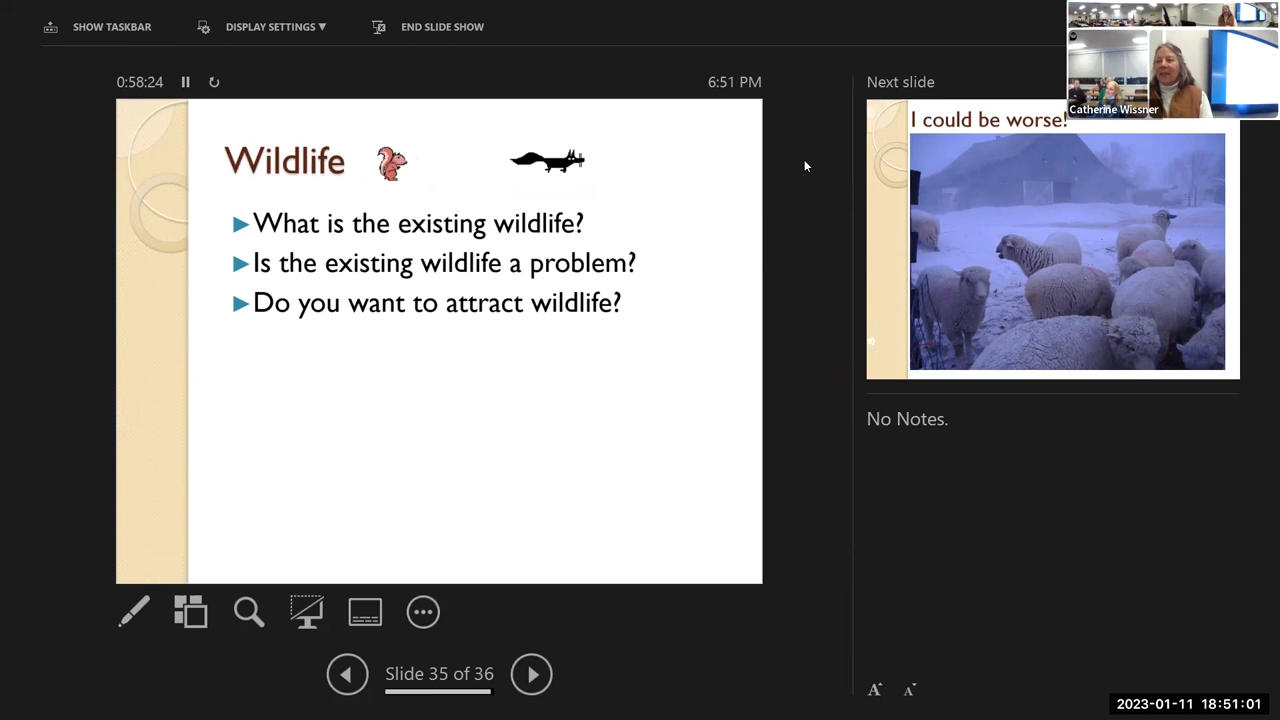 SHOW TASKBAR
DISPLAY SETTINGS ▼
END SLIDE SHOW
0:58:24
6:51 PM
Next slide
Catherine Wissner
I could be worse!
Wildlife
►What is the existing wildlife?
►Is the existing wildlife a problem?
►Do you want to attract wildlife?
No Notes.
Slide 35 of 36
A A
2023-01-11 18:51:01